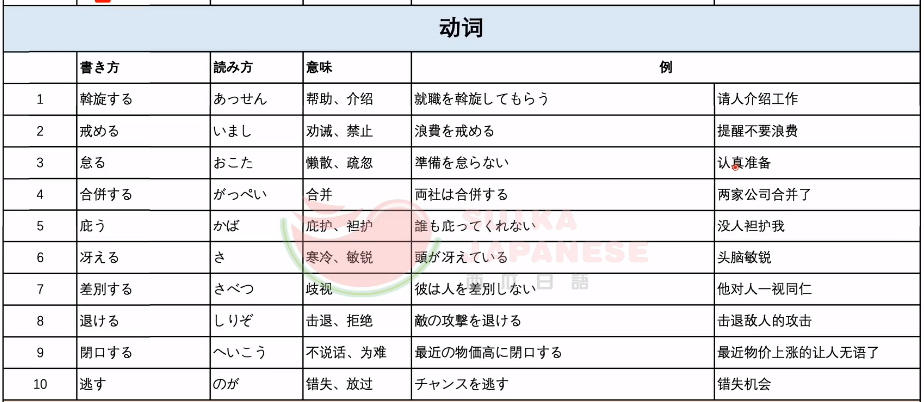 动词
書き方 読み方 意味 例
1 斡旋する あっせん 帮助、介绍 就職を斡旋してもらう 请人介绍工作
2 戒める いまし 劝诫、禁止 浪費を戒める 提醒不要浪费
3 怠る おこた 懒散、疏忽 準備を怠らない 认真准备
4 合併する がっぺい 合并 両社は合併する 两家公司合并了
5 庇う かば 庇护、袒护 誰も庇ってくれない 没人袒护我
6 冴える さ 寒冷、敏锐 頭が冴えている 头脑敏锐
7 差別する さべつ 歧视 彼は人を差別しない 他对人一视同仁
8 退ける しりぞ 击退、拒绝 敵の攻撃を退ける 击退敌人的攻击
9 閉口する へいこう 不说话、为难 最近の物価高に閉口する 最近物价上涨的让人无语了
10 逃す のが 错失、放过 チャンスを逃す 错失机会
SUIKA
JAPANESE
西瓜日語